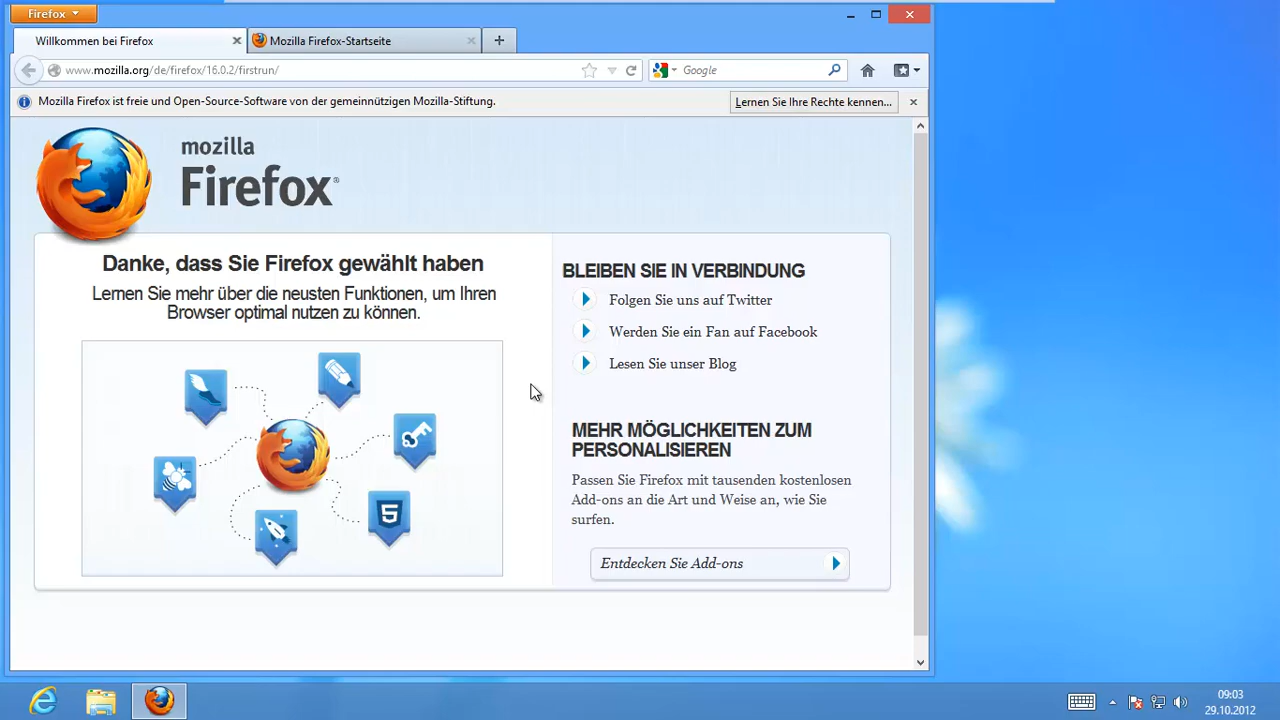 Firefox
Willkommen bei Firefox
Mozilla Firefox-Startseite
www.mozilla.org/de/firefox/16.0.2/firstrun/
Google
Mozilla Firefox ist freie und Open-Source-Software von der gemeinnützigen Mozilla-Stiftung.
Lernen Sie Ihre Rechte kennen...
mozilla
Firefox®
Danke, dass Sie Firefox gewählt haben
Lernen Sie mehr über die neusten Funktionen, um Ihren
Browser optimal nutzen zu können.
5
BLEIBEN SIE IN VERBINDUNG
Folgen Sie uns auf Twitter
Werden Sie ein Fan auf Facebook
Lesen Sie unser Blog
MEHR MÖGLICHKEITEN ZUM
PERSONALISIEREN
Passen Sie Firefox mit tausenden kostenlosen
Add-ons an die Art und Weise an, wie Sie
surfen.
Entdecken Sie Add-ons
09:03
29.10.2012